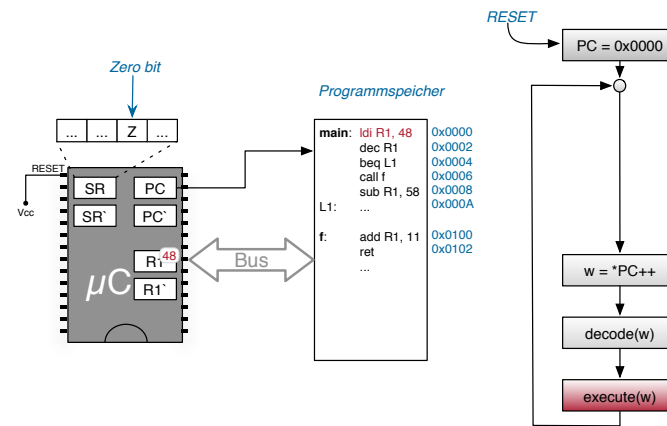 RESET
PC = 0x0000
Zero bit
Programmspeicher
... ... Z ...
main: ldi R1, 48 0x0000
dec R1 0x0002
beq L1 0x0004
call f 0x0006
sub R1, 58 0x0008
L1: ... 0x000A
f: add R1, 11 0x0100
ret 0x0102
...
RESET
Vcc
SR PC
SR` PC`
R1 48
R1`
µC
Bus
w = *PC++
decode(w)
execute(w)